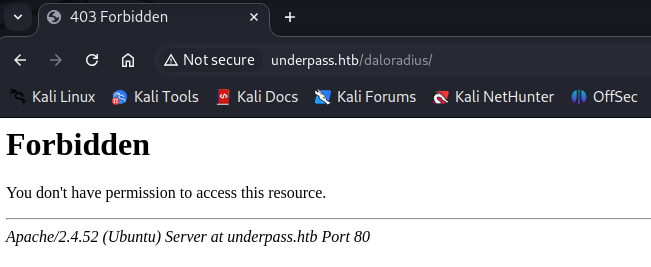 403 Forbidden
Not secure underpass.htb/daloradius/
Kali Linux Kali Tools Kali Docs Kali Forums Kali NetHunter OffSec
Forbidden
You don't have permission to access this resource.
Apache/2.4.52 (Ubuntu) Server at underpass.htb Port 80